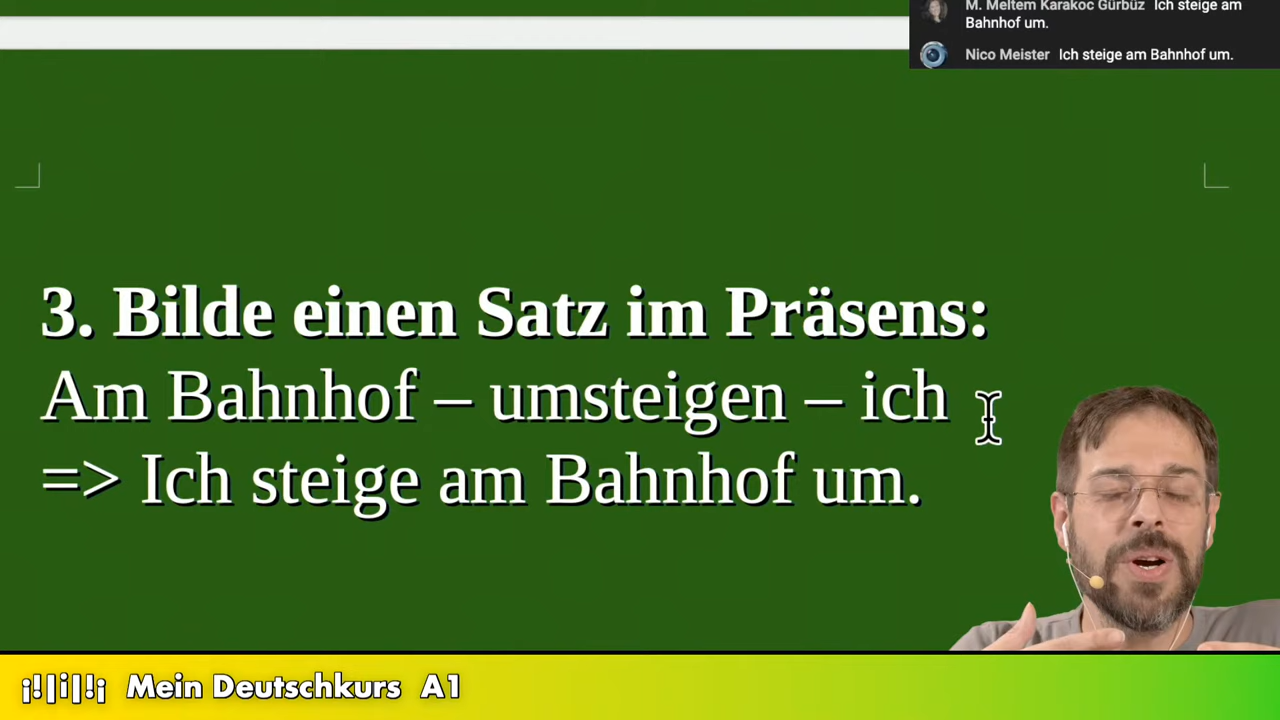 M. Meltem Karakoc Gürbüz Ich steige am
Bahnhof um.
Nico Meister Ich steige am Bahnhof um.
3. Bilde einen Satz im Präsens:
Am Bahnhof – umsteigen – ich
=> Ich steige am Bahnhof um.
¡!|i|!¡ Mein Deutschkurs A1